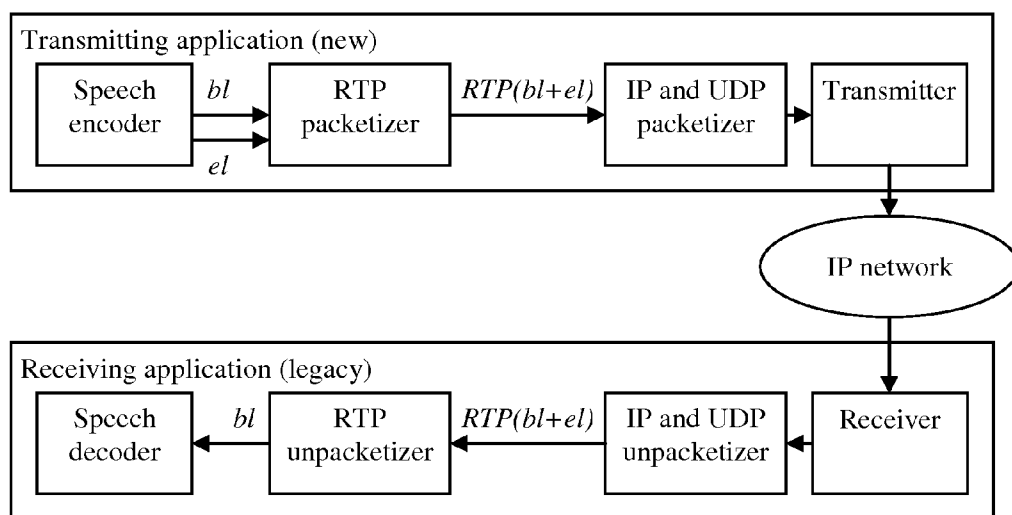 Transmitting application (new)
Speech
encoder
bl
el
RTP
packetizer
RTP(bl+el)
IP and UDP
packetizer
Transmitter
IP network
Receiving application (legacy)
Speech
decoder
bl
RTP
unpacketizer
RTP(bl+el)
IP and UDP
unpacketizer
Receiver